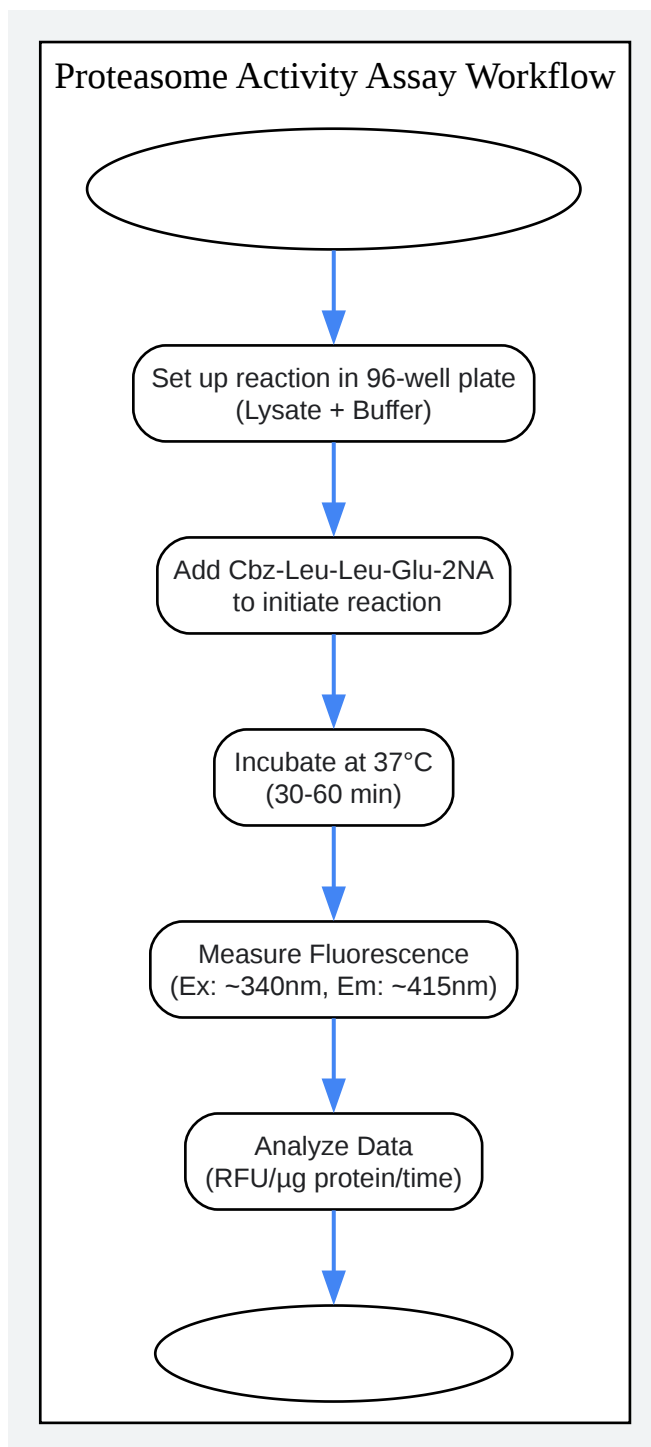 Proteasome Activity Assay Workflow
Set up reaction in 96-well plate
(Lysate + Buffer)
Add Cbz-Leu-Leu-Glu-2NA
to initiate reaction
Incubate at 37°C
(30-60 min)
Measure Fluorescence
(Ex: ~340nm, Em: ~415nm)
Analyze Data
(RFU/µg protein/time)